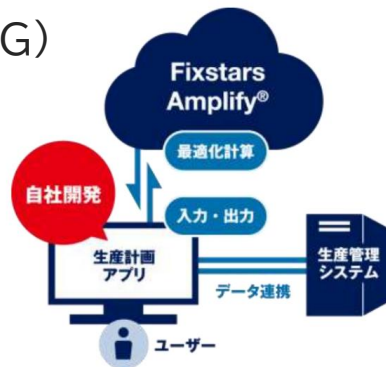 G)
Fixstars
Amplify®
最適化計算
自社開発
入力・出力
生産計画
アプリ
生産管理
システム
データ連携
ユーザー